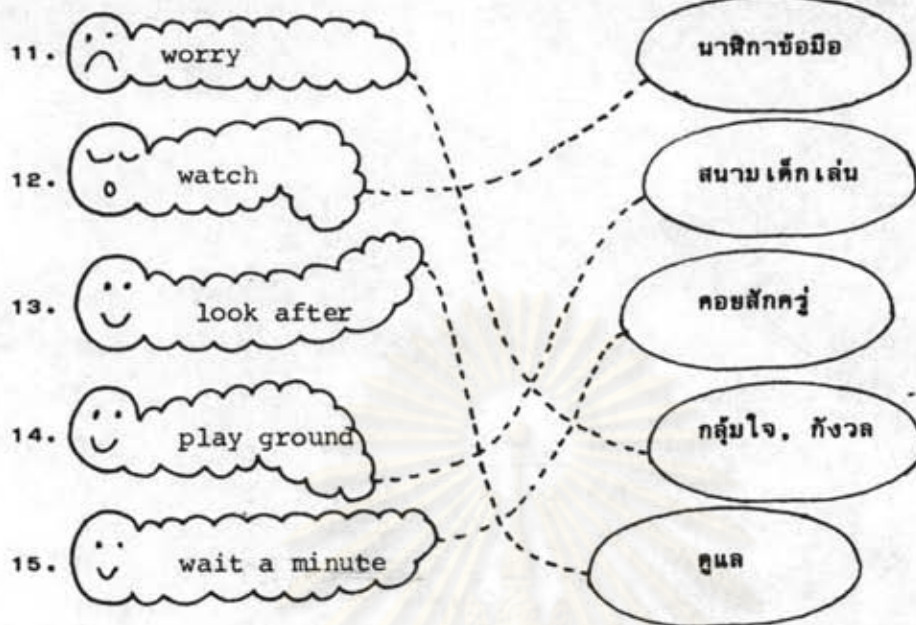 11. worry
นาฬิกาข้อมือ
12. watch
สนามเด็กเล่น
13. look after
คอยสักครู่
14. play ground
กลุ้มใจ, กังวล
15. wait a minute
ดูแล